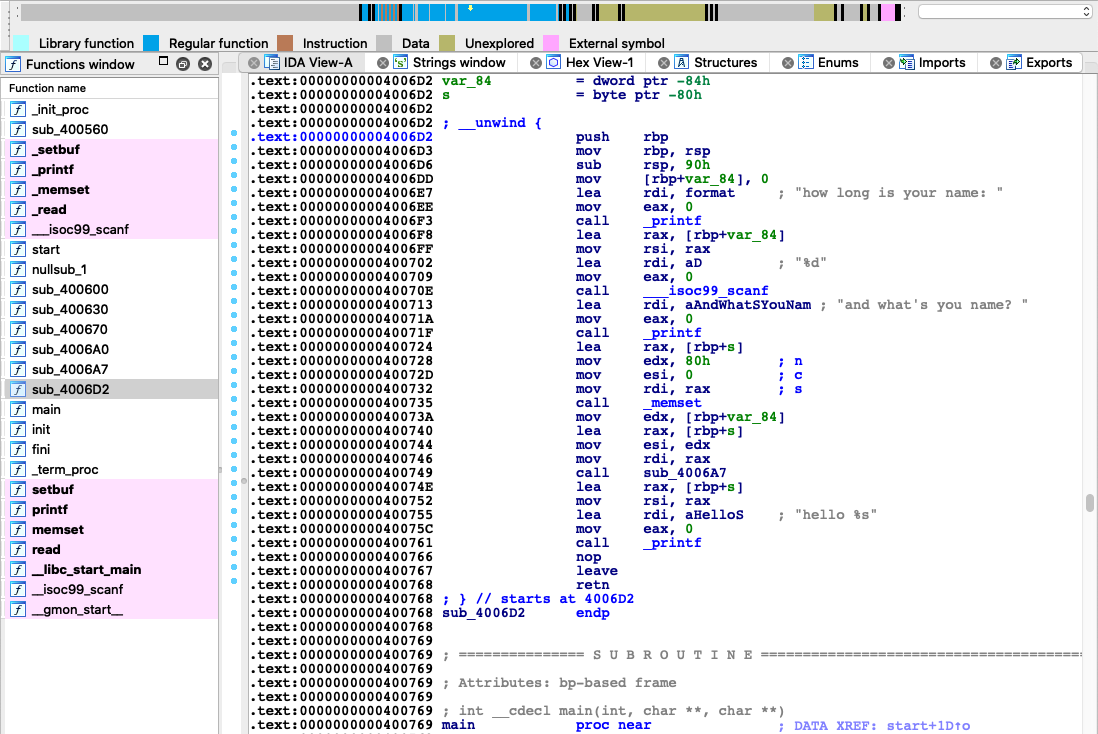 Library function Regular function Instruction Data Unexplored External symbol
Functions window
IDA View-A Strings window Hex View-1 Structures Enums Imports Exports
Function name
_init_proc
sub_400560
_setbuf
_printf
_memset
_read
___isoc99_scanf
start
nullsub_1
sub_400600
sub_400630
sub_400670
sub_4006A0
sub_4006A7
sub_4006D2
main
init
fini
_term_proc
setbuf
printf
memset
read
__libc_start_main
__isoc99_scanf
__gmon_start__
.text:00000000004006D2 var_84 = dword ptr -84h
.text:00000000004006D2 s = byte ptr -80h
.text:00000000004006D2
.text:00000000004006D2 ; __unwind {
.text:00000000004006D2 push rbp
.text:00000000004006D3 mov rbp, rsp
.text:00000000004006D6 sub rsp, 90h
.text:00000000004006DD mov [rbp+var_84], 0
.text:00000000004006E7 lea rdi, format ; "how long is your name: "
.text:00000000004006EE mov eax, 0
.text:00000000004006F3 call _printf
.text:00000000004006F8 lea rax, [rbp+var_84]
.text:00000000004006FF mov rsi, rax
.text:0000000000400702 lea rdi, aD ; "%d"
.text:0000000000400709 mov eax, 0
.text:000000000040070E call ___isoc99_scanf
.text:0000000000400713 lea rdi, aAndWhatSYouNam ; "and what's you name? "
.text:000000000040071A mov eax, 0
.text:000000000040071F call _printf
.text:0000000000400724 lea rax, [rbp+s]
.text:0000000000400728 mov edx, 80h ; n
.text:000000000040072D mov esi, 0 ; c
.text:0000000000400732 mov rdi, rax ; s
.text:0000000000400735 call _memset
.text:000000000040073A mov edx, [rbp+var_84]
.text:0000000000400740 lea rax, [rbp+s]
.text:0000000000400744 mov esi, edx
.text:0000000000400746 mov rdi, rax
.text:0000000000400749 call sub_4006A7
.text:000000000040074E lea rax, [rbp+s]
.text:0000000000400752 mov rsi, rax
.text:0000000000400755 lea rdi, aHelloS ; "hello %s"
.text:000000000040075C mov eax, 0
.text:0000000000400761 call _printf
.text:0000000000400766 nop
.text:0000000000400767 leave
.text:0000000000400768 retn
.text:0000000000400768 ; } // starts at 4006D2
.text:0000000000400768 sub_4006D2 endp
.text:0000000000400768
.text:0000000000400769
.text:0000000000400769 ; =============== S U B R O U T I N E =======================================
.text:0000000000400769
.text:0000000000400769 ; Attributes: bp-based frame
.text:0000000000400769
.text:0000000000400769 ; int __cdecl main(int, char **, char **)
.text:0000000000400769 main proc near ; DATA XREF: start+1D↑o